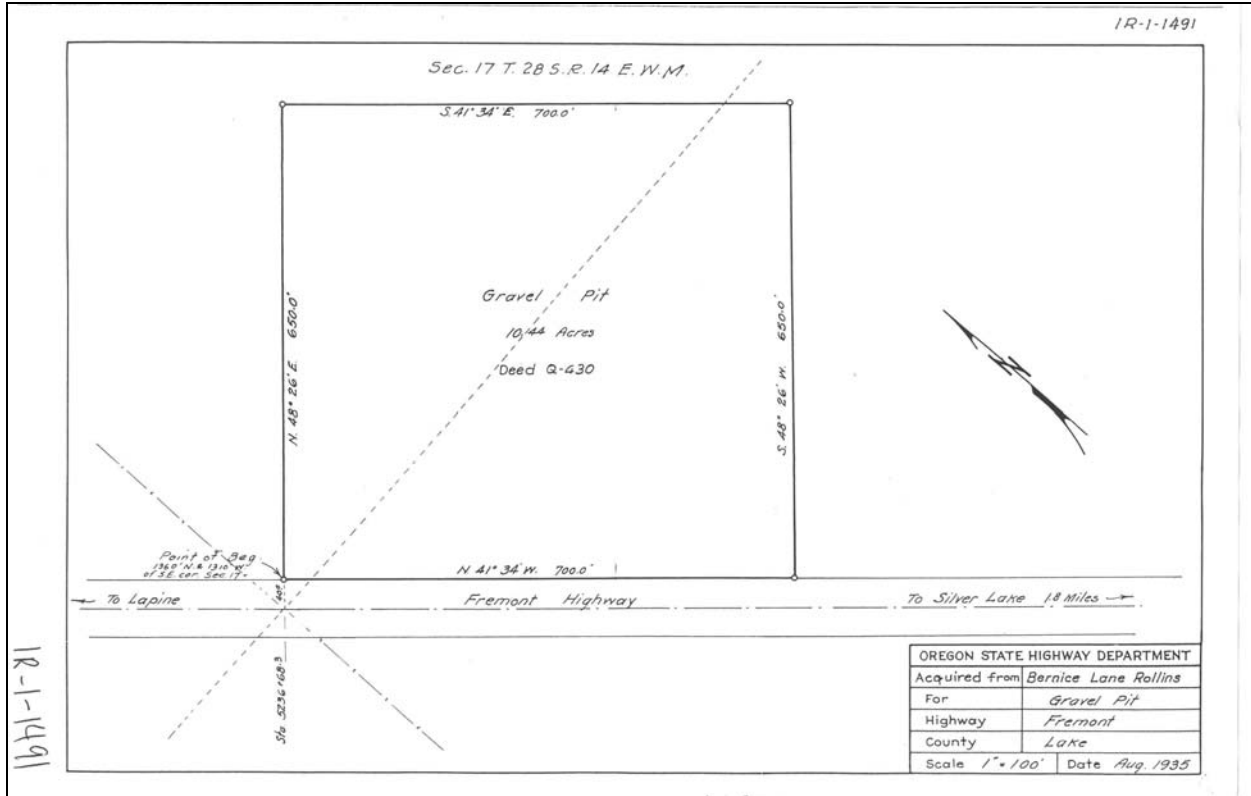 1R-1-1491
Sec. 17 T. 28 S. R. 14 E. W. M.
S. 41° 34' E. 700.0'
N. 48° 26' E. 650.0'
Gravel Pit
10.144 Acres
Deed Q-630
S. 48° 26' W. 650.0'
N
Point of Beg.
1360' N. & 1310' W.
of S.E. cor. Sec. 17
N. 41° 34' W. 700.0'
40'
← To Lapine Fremont Highway To Silver Lake 1.8 Miles →
Sta 5236+68.3
1R-1-1491
OREGON STATE HIGHWAY DEPARTMENT
Acquired from Bernice Lane Rollins
For Gravel Pit
Highway Fremont
County Lake
Scale 1"=100' Date Aug. 1935